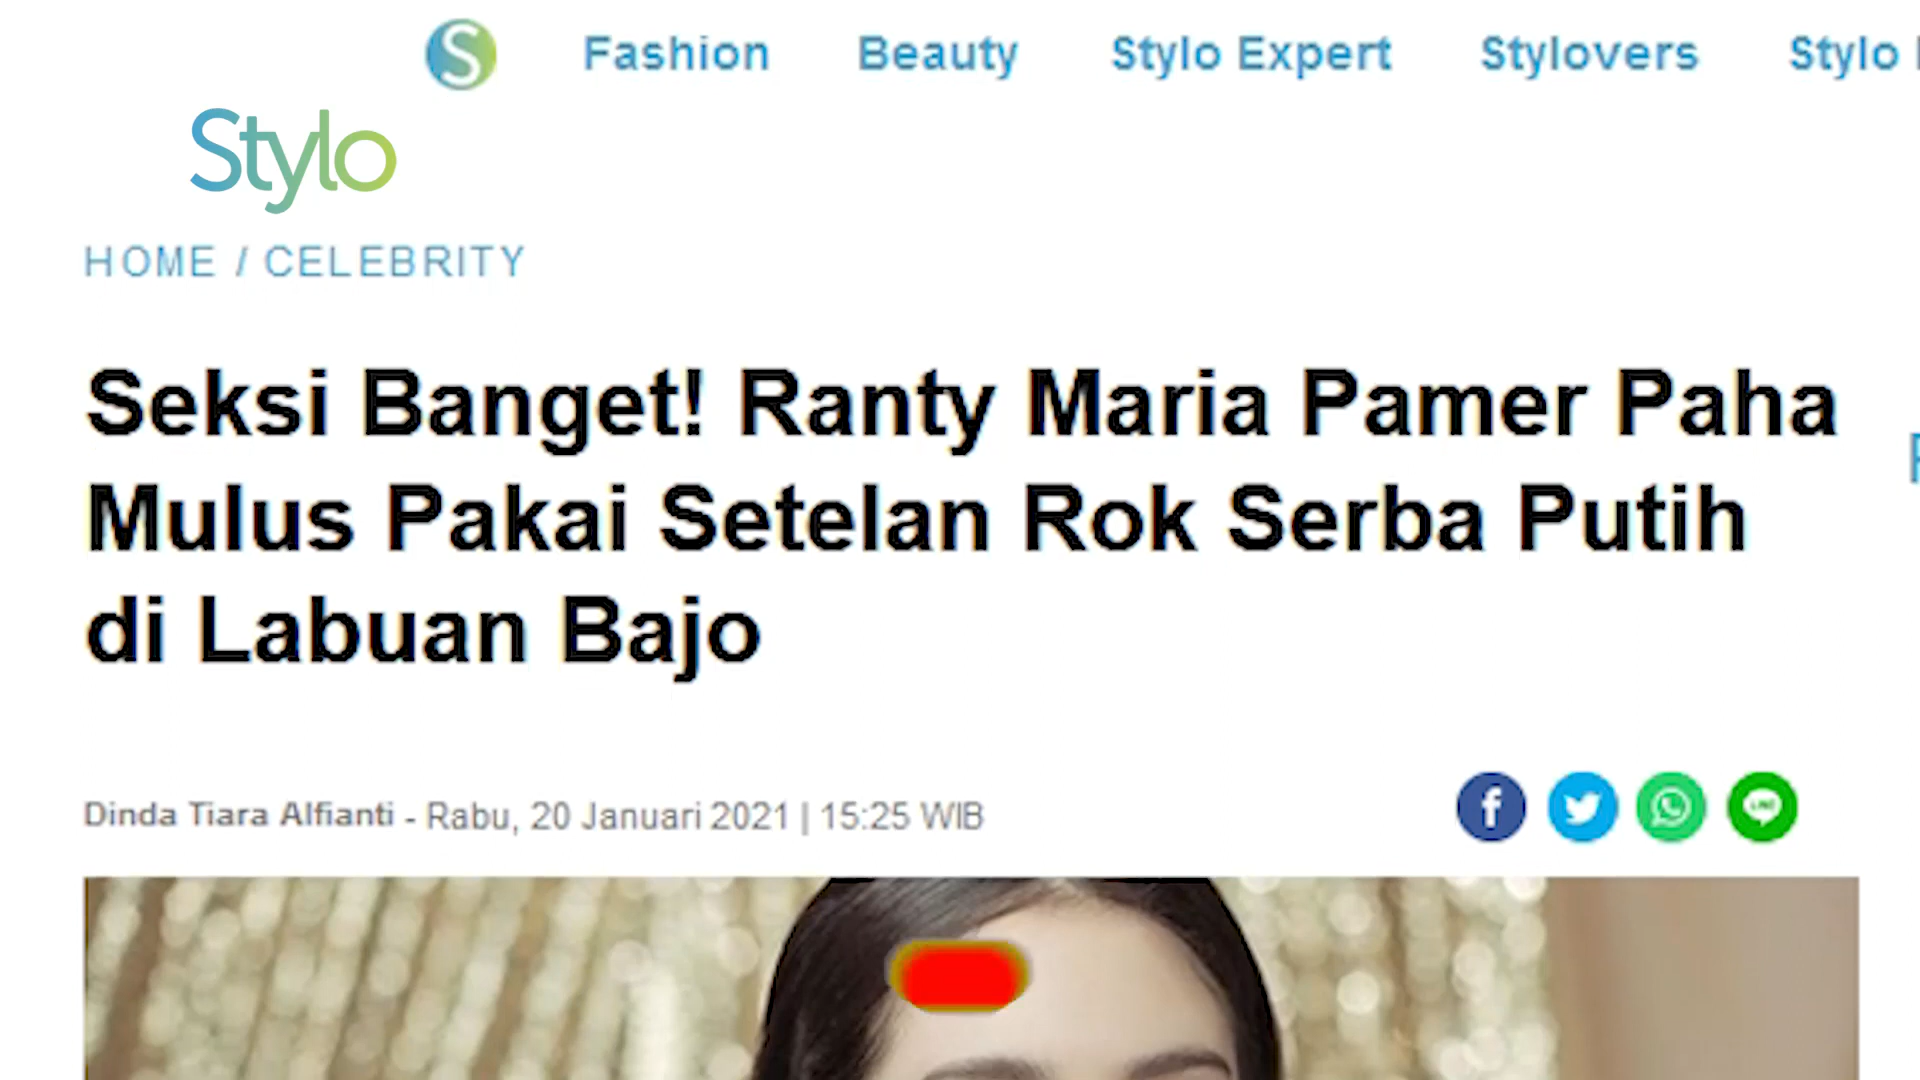 S Fashion Beauty Stylo Expert Stylovers Stylo
Stylo
HOME / CELEBRITY
Seksi Banget! Ranty Maria Pamer Paha
Mulus Pakai Setelan Rok Serba Putih
di Labuan Bajo
Dinda Tiara Alfianti - Rabu, 20 Januari 2021 | 15:25 WIB